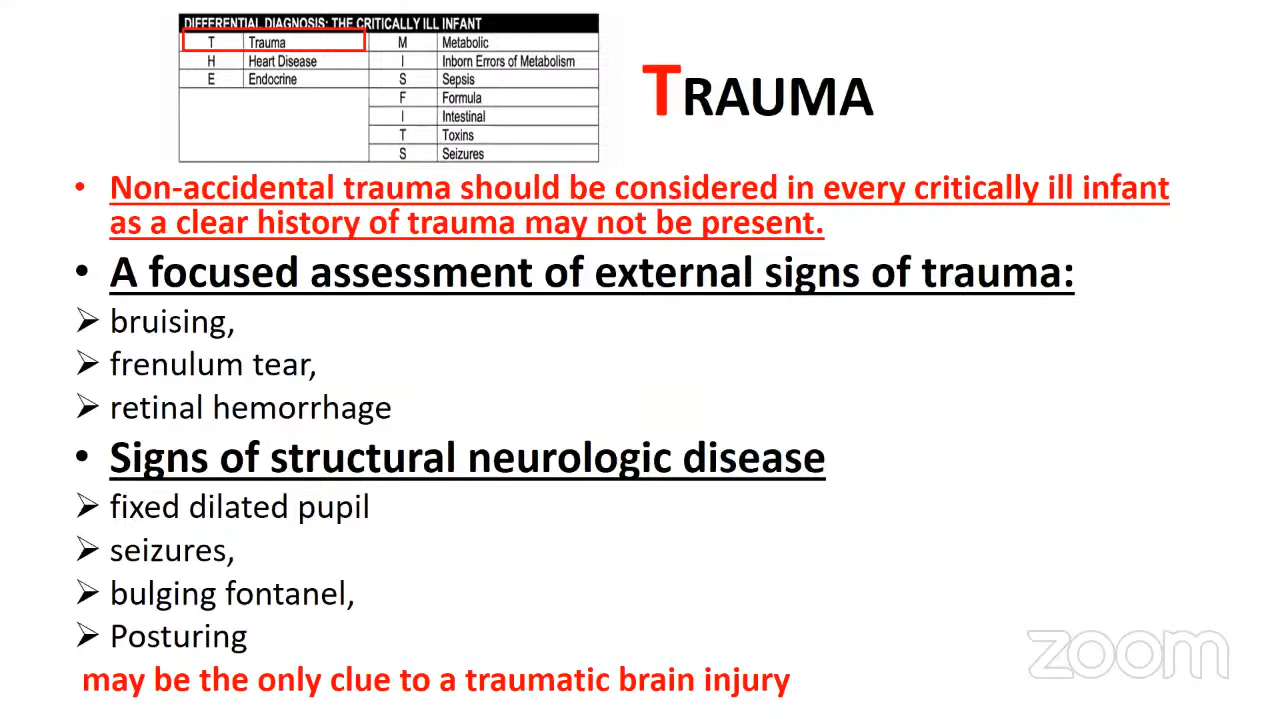 DIFFERENTIAL DIAGNOSIS: THE CRITICALLY ILL INFANT
T Trauma M Metabolic
H Heart Disease I Inborn Errors of Metabolism
E Endocrine S Sepsis
F Formula
I Intestinal
T Toxins
S Seizures
TRAUMA
• Non-accidental trauma should be considered in every critically ill infant
as a clear history of trauma may not be present.
• A focused assessment of external signs of trauma:
➢ bruising,
➢ frenulum tear,
➢ retinal hemorrhage
• Signs of structural neurologic disease
➢ fixed dilated pupil
➢ seizures,
➢ bulging fontanel,
➢ Posturing
may be the only clue to a traumatic brain injury
zoom